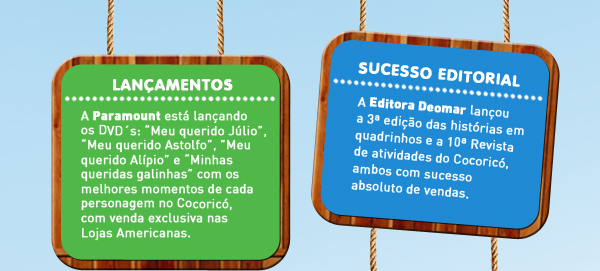 LANÇAMENTOS
A Paramount está lançando
os DVD´s: "Meu querido Júlio",
"Meu querido Astolfo", "Meu
querido Alípio" e "Minhas
queridas galinhas" com os
melhores momentos de cada
personagem no Cocoricó,
com venda exclusiva nas
Lojas Americanas.
SUCESSO EDITORIAL
A Editora Deomar lançou
a 3ª edição das histórias em
quadrinhos e a 10ª Revista
de atividades do Cocoricó,
ambos com sucesso
absoluto de vendas.